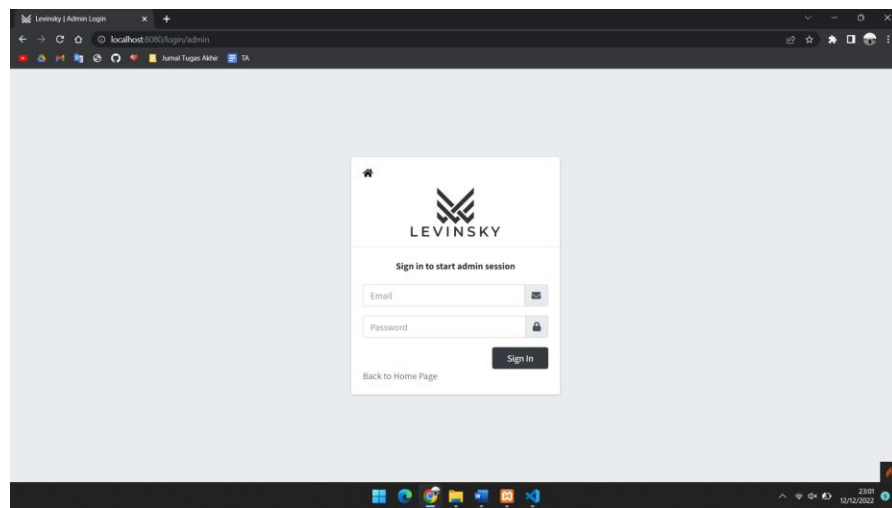 Levinsky | Admin Login
localhost:8080/login/admin
Jurnal Tugas Akhir
TA
LEVINSKY
Sign in to start admin session
Email
Password
Sign In
Back to Home Page
23:01
12/12/2022